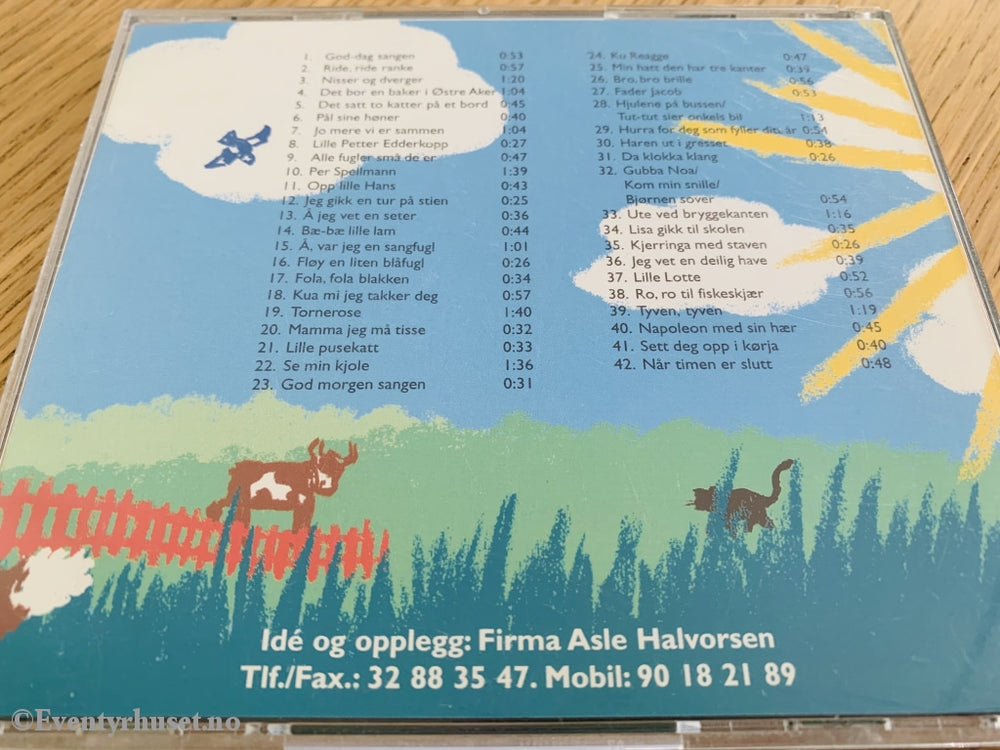 1. God-dag sangen 0:53
2. Ride, ride ranke 0:57
3. Nisser og dverger 1:20
4. Det bor en baker i Østre Aker 1:04
5. Det satt to katter på et bord 0:45
6. Pål sine høner 0:40
7. Jo mere vi er sammen 1:04
8. Lille Petter Edderkopp 0:27
9. Alle fugler små de er 0:47
10. Per Spellmann 1:39
11. Opp lille Hans 0:43
12. Jeg gikk en tur på stien 0:25
13. Å jeg vet en seter 0:36
14. Bæ-bæ lille lam 0:44
15. Å, var jeg en sangfugl 1:01
16. Fløy en liten blåfugl 0:26
17. Fola, fola blakken 0:34
18. Kua mi jeg takker deg 0:57
19. Tornerose 1:40
20. Mamma jeg må tisse 0:32
21. Lille pusekatt 0:33
22. Se min kjole 1:36
23. God morgen sangen 0:31
24. Ku Reagge 0:47
25. Min hatt den har tre kanter 0:39
26. Bro, bro brille 0:56
27. Fader Jacob 0:53
28. Hjulene på bussen/
Tut-tut sier onkels bil 1:13
29. Hurra for deg som fyller ditt år 0:54
30. Haren ut i gresset 0:38
31. Da klokka klang 0:26
32. Gubba Noa/
Kom min snille/
Bjørnen sover 0:54
33. Ute ved bryggekanten 1:16
34. Lisa gikk til skolen 0:35
35. Kjerringa med staven 0:26
36. Jeg vet en deilig have 0:39
37. Lille Lotte 0:52
38. Ro, ro til fiskeskjær 0:56
39. Tyven, tyven 1:19
40. Napoleon med sin hær 0:45
41. Sett deg opp i kørja 0:40
42. Når timen er slutt 0:48
Idé og opplegg: Firma Asle Halvorsen
Tlf./Fax.: 32 88 35 47. Mobil: 90 18 21 89
©Eventyrhuset.no